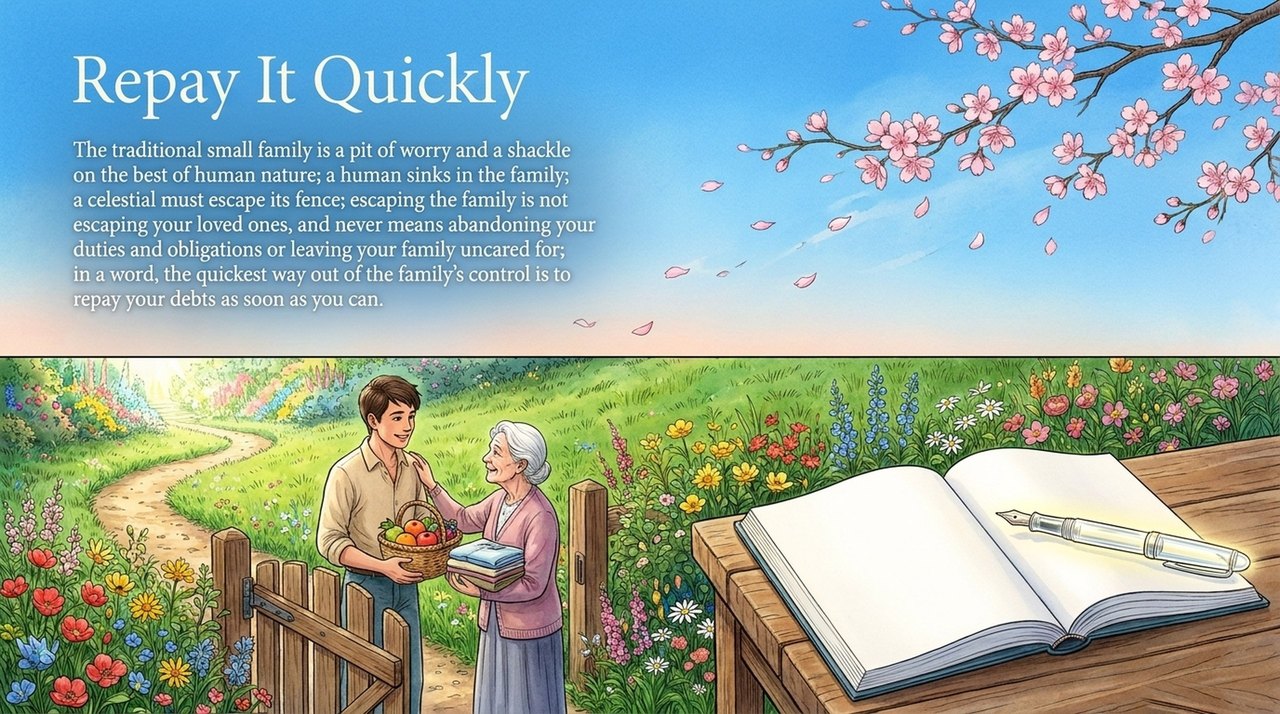 Repay It Quickly
The traditional small family is a pit of worry and a shackle
on the best of human nature; a human sinks in the family;
a celestial must escape its fence; escaping the family is not
escaping your loved ones, and never means abandoning your
duties and obligations or leaving your family uncared for;
in a word, the quickest way out of the family’s control is to
repay your debts as soon as you can.